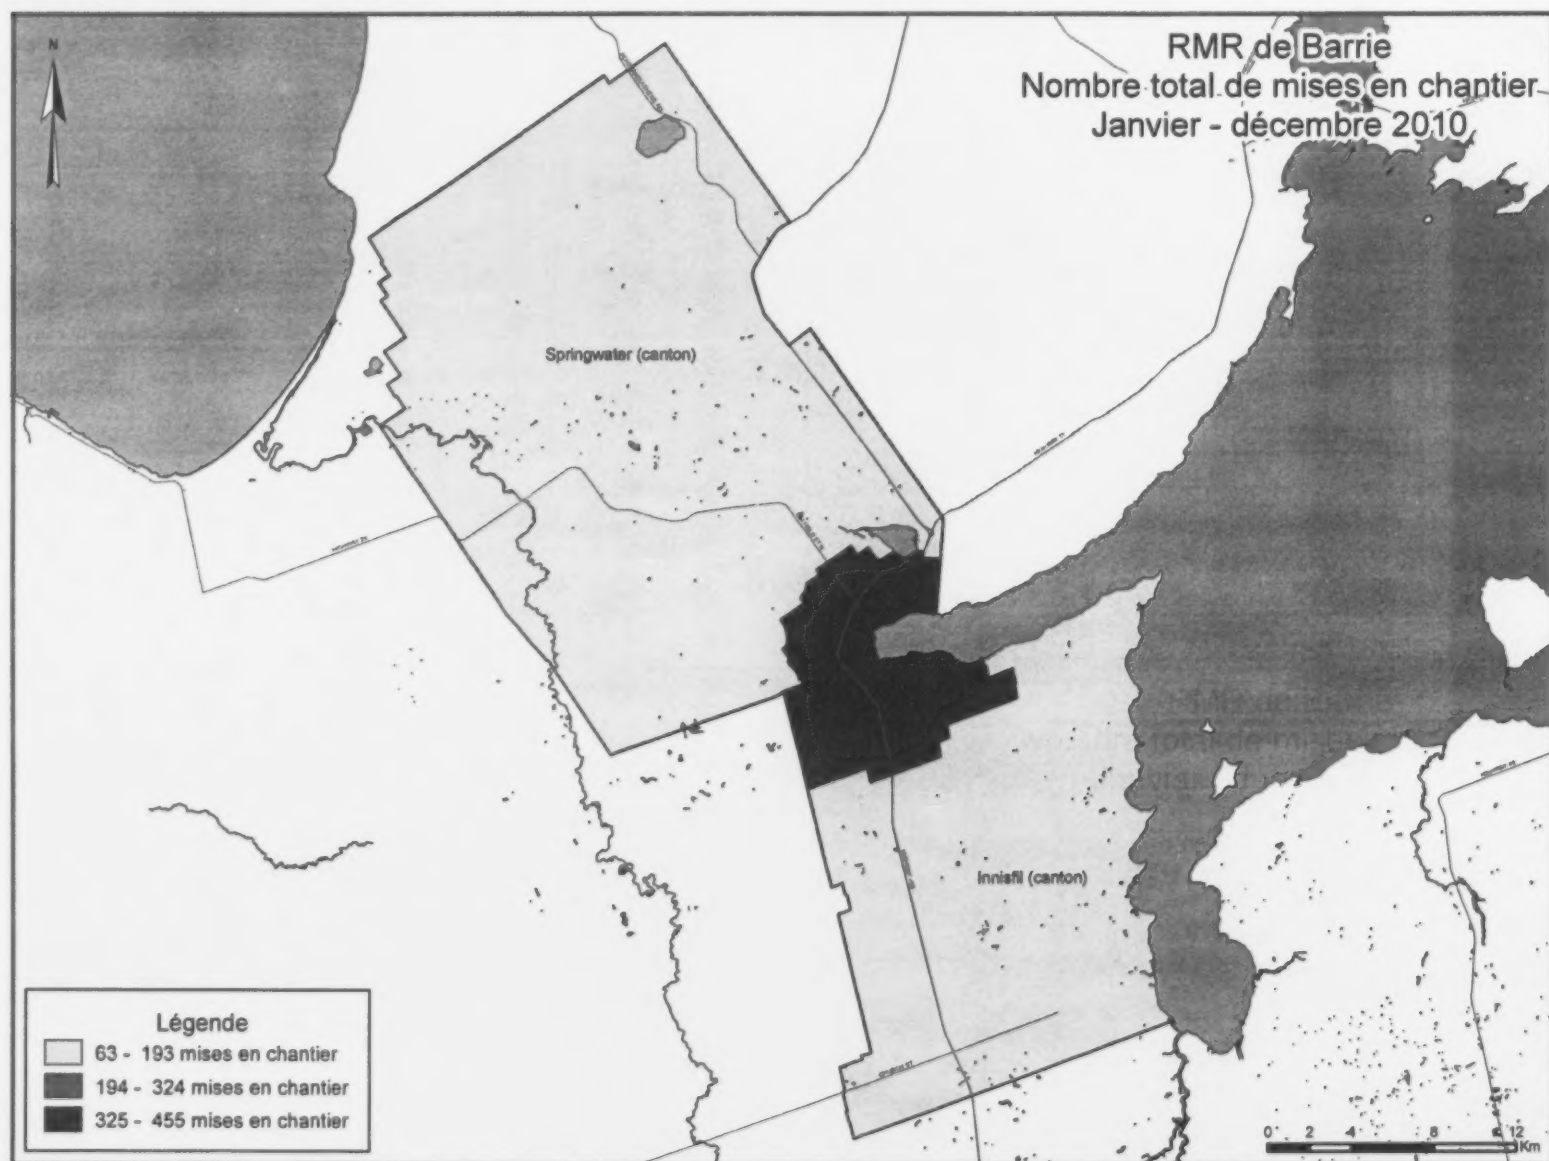 N
RMR de Barrie
Nombre total de mises en chantier
Janvier - décembre 2010
Springwater (canton)
Innisfil (canton)
Légende
63 - 193 mises en chantier
194 - 324 mises en chantier
325 - 455 mises en chantier
0 2 4 8 12
Km